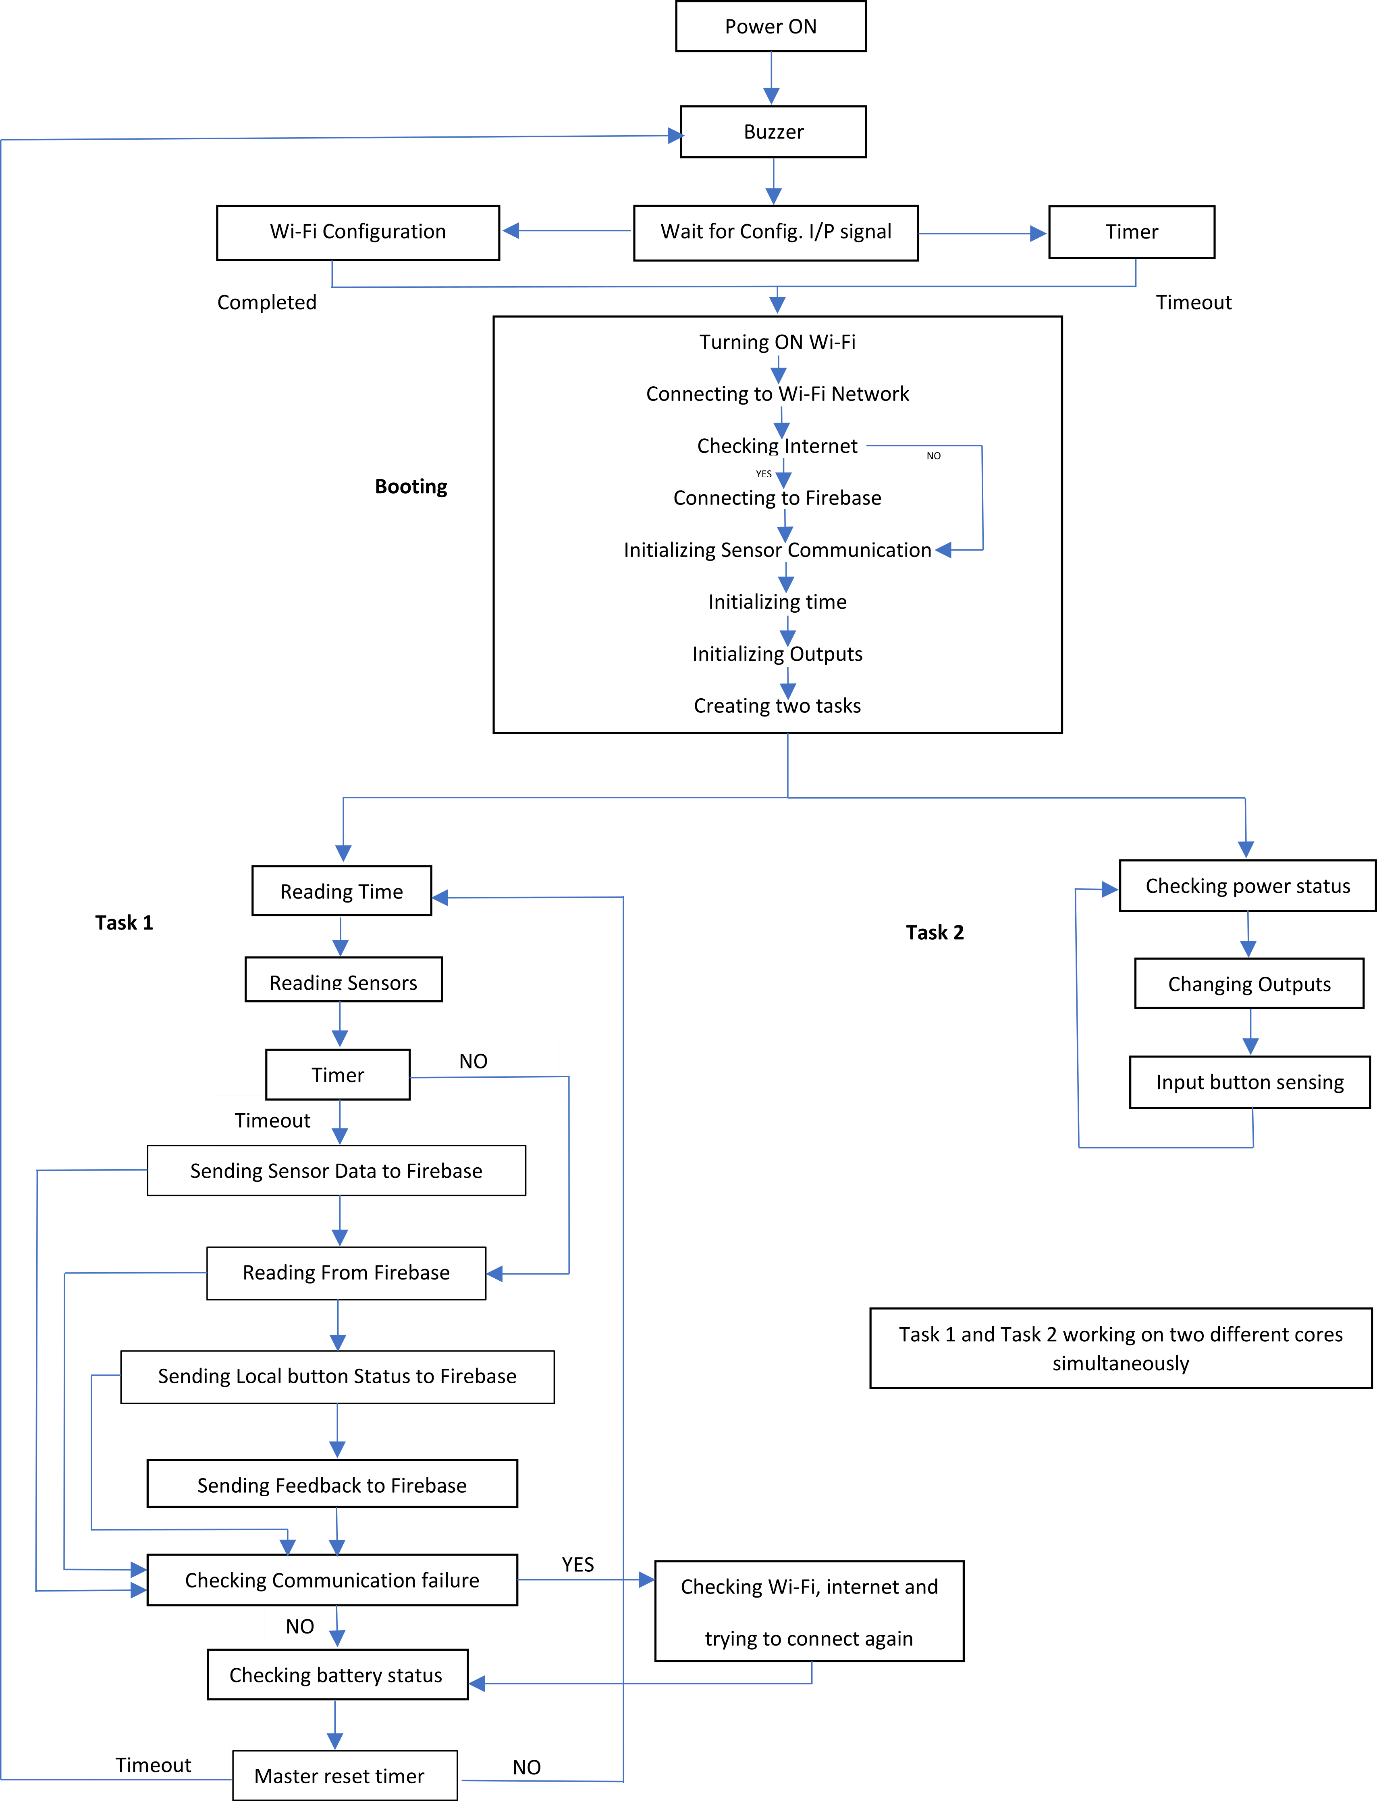 Power ON
Buzzer
Wi-Fi Configuration
Wait for Config. I/P signal
Timer
Completed
Timeout
Turning ON Wi-Fi
Connecting to Wi-Fi Network
Checking Internet
NO
YES
Booting
Connecting to Firebase
Initializing Sensor Communication
Initializing time
Initializing Outputs
Creating two tasks
Task 1
Reading Time
Reading Sensors
Timer
NO
Timeout
Sending Sensor Data to Firebase
Reading From Firebase
Sending Local button Status to Firebase
Sending Feedback to Firebase
Checking Communication failure
YES
Checking Wi-Fi, internet and
trying to connect again
NO
Checking battery status
Timeout
Master reset timer
NO
Task 2
Checking power status
Changing Outputs
Input button sensing
Task 1 and Task 2 working on two different cores
simultaneously